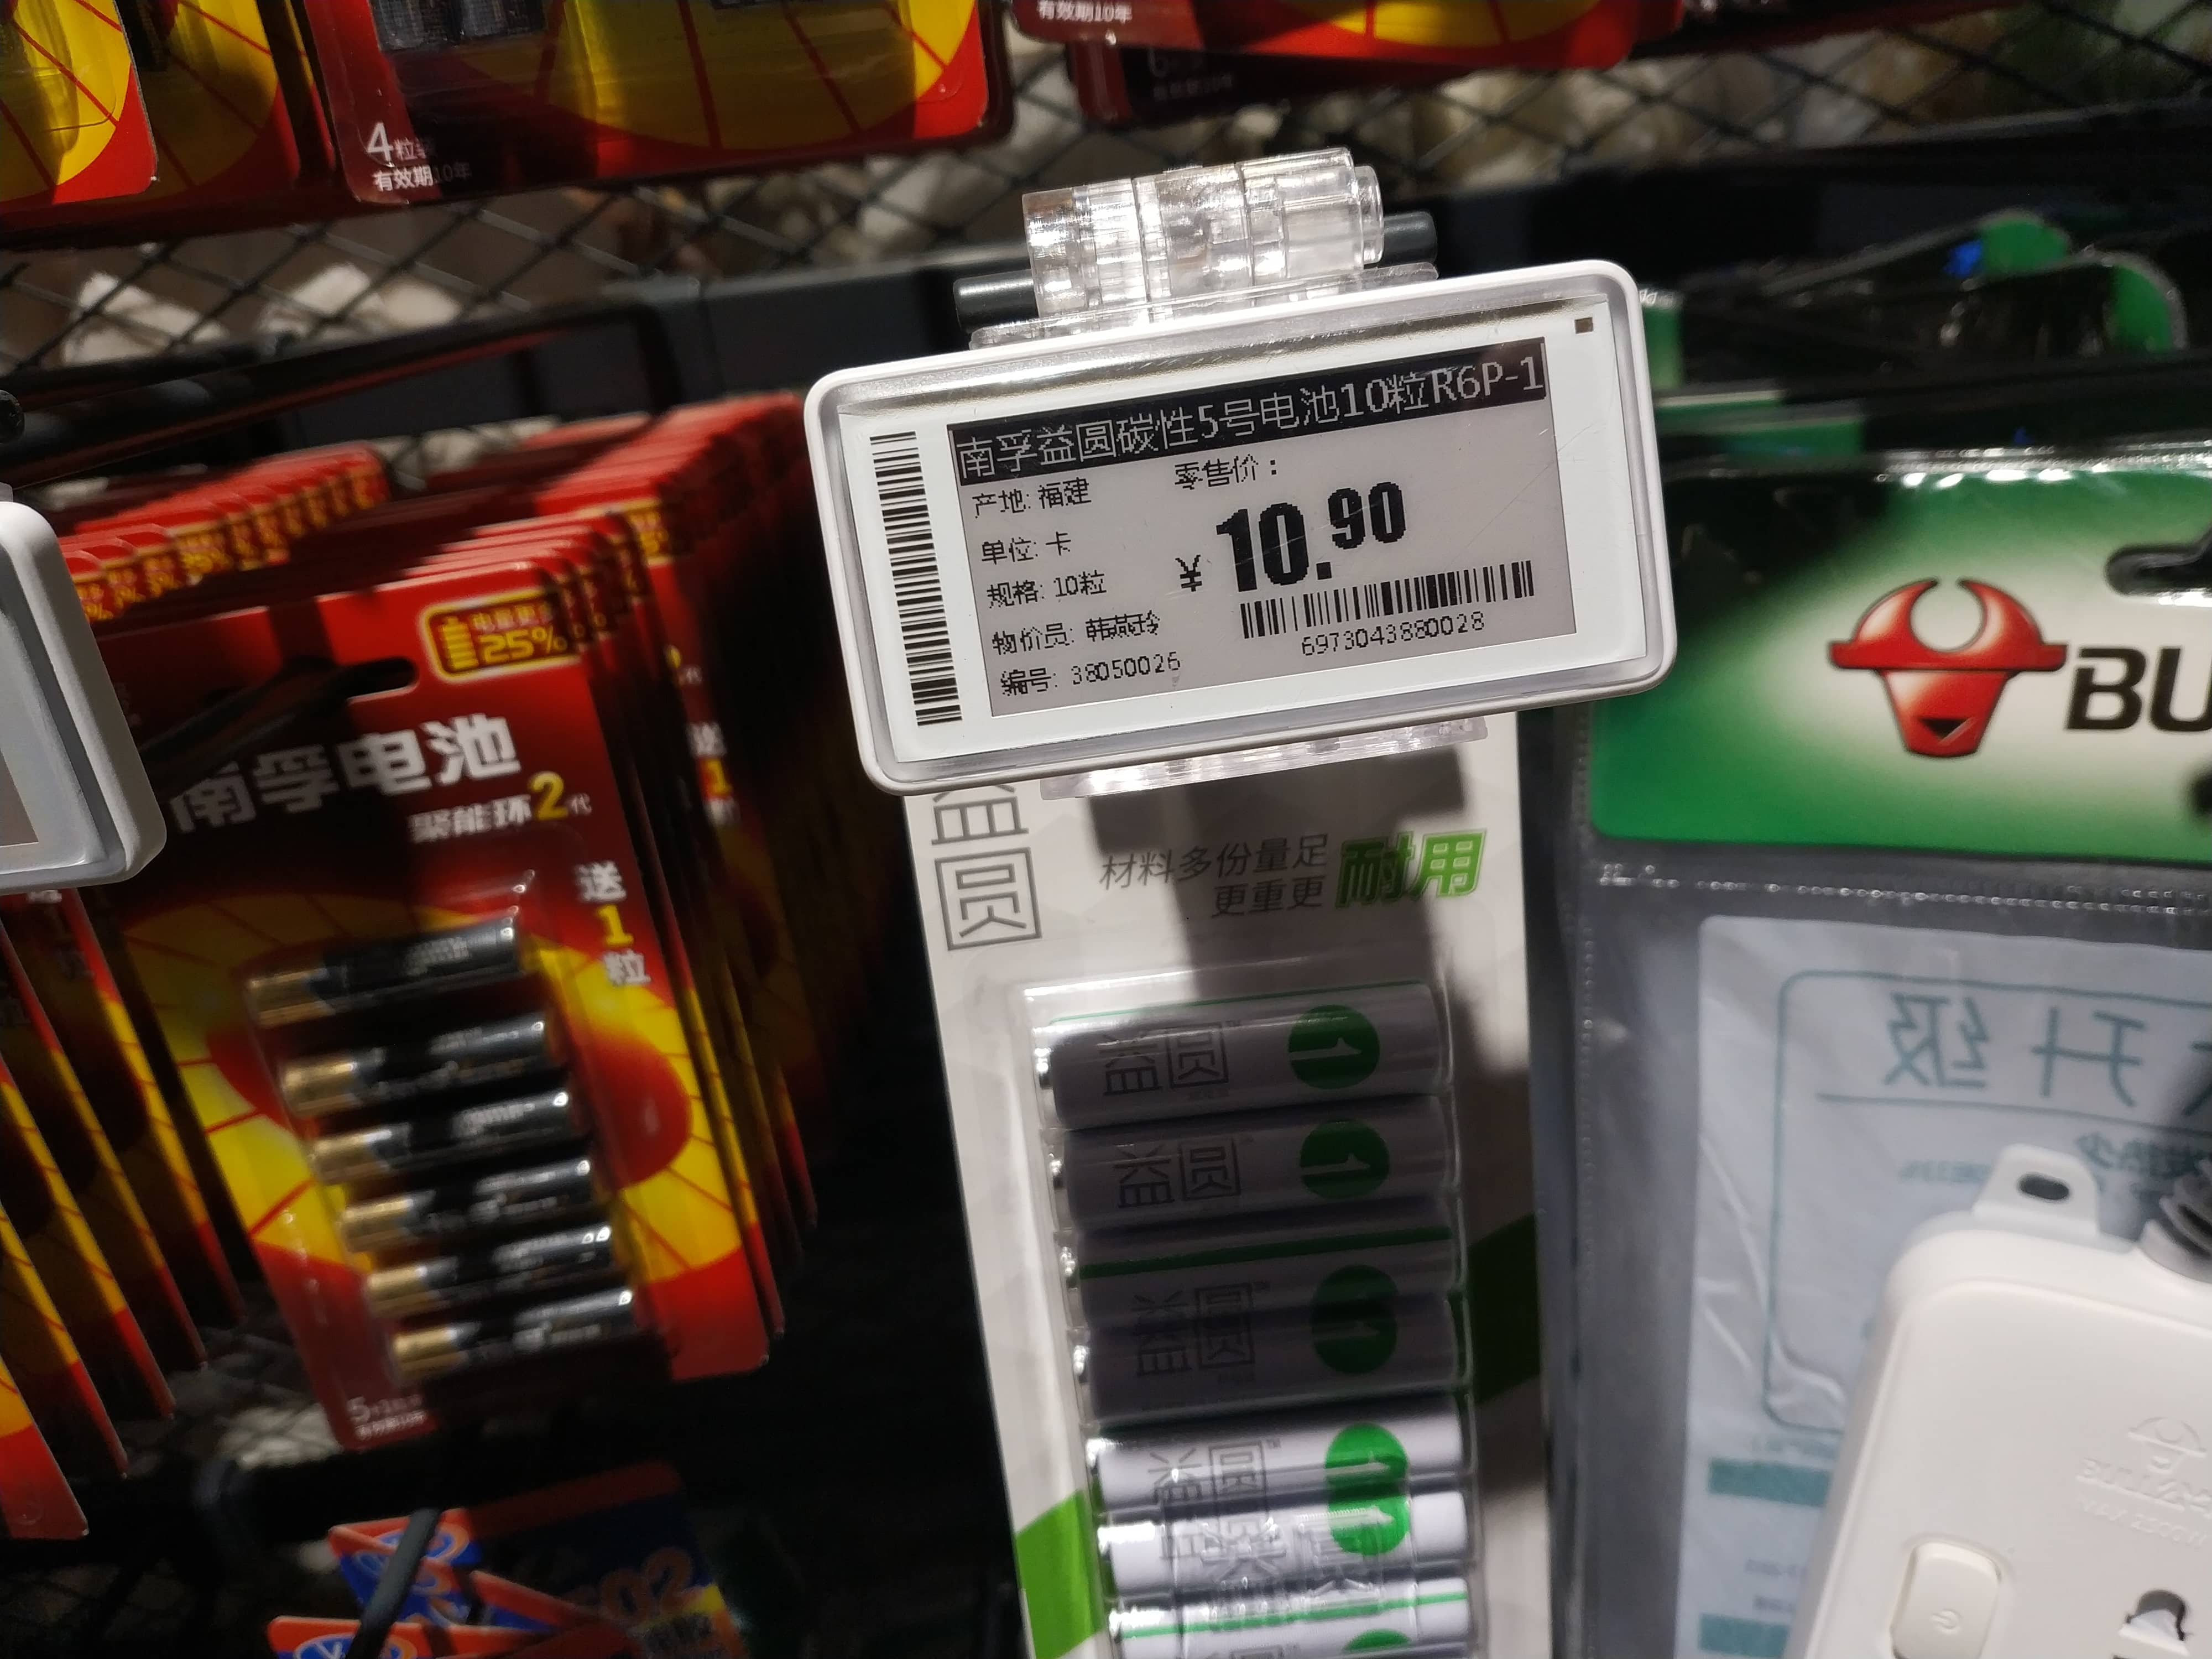 有效期10年
4粒装
有效期10年
南孚益圆碳性5号电池10粒R6P-1
产地: 福建
零售价：
单位: 卡
¥ 10.90
规格: 10粒
物价员: 韩燕玲
6973043880028
编号: 38050026
电量更多
25%
南孚电池
聚能环2代
送
1
粒
益
圆
材料多份量足
更重更耐用
BU
升级
益圆
益圆
益圆
益圆